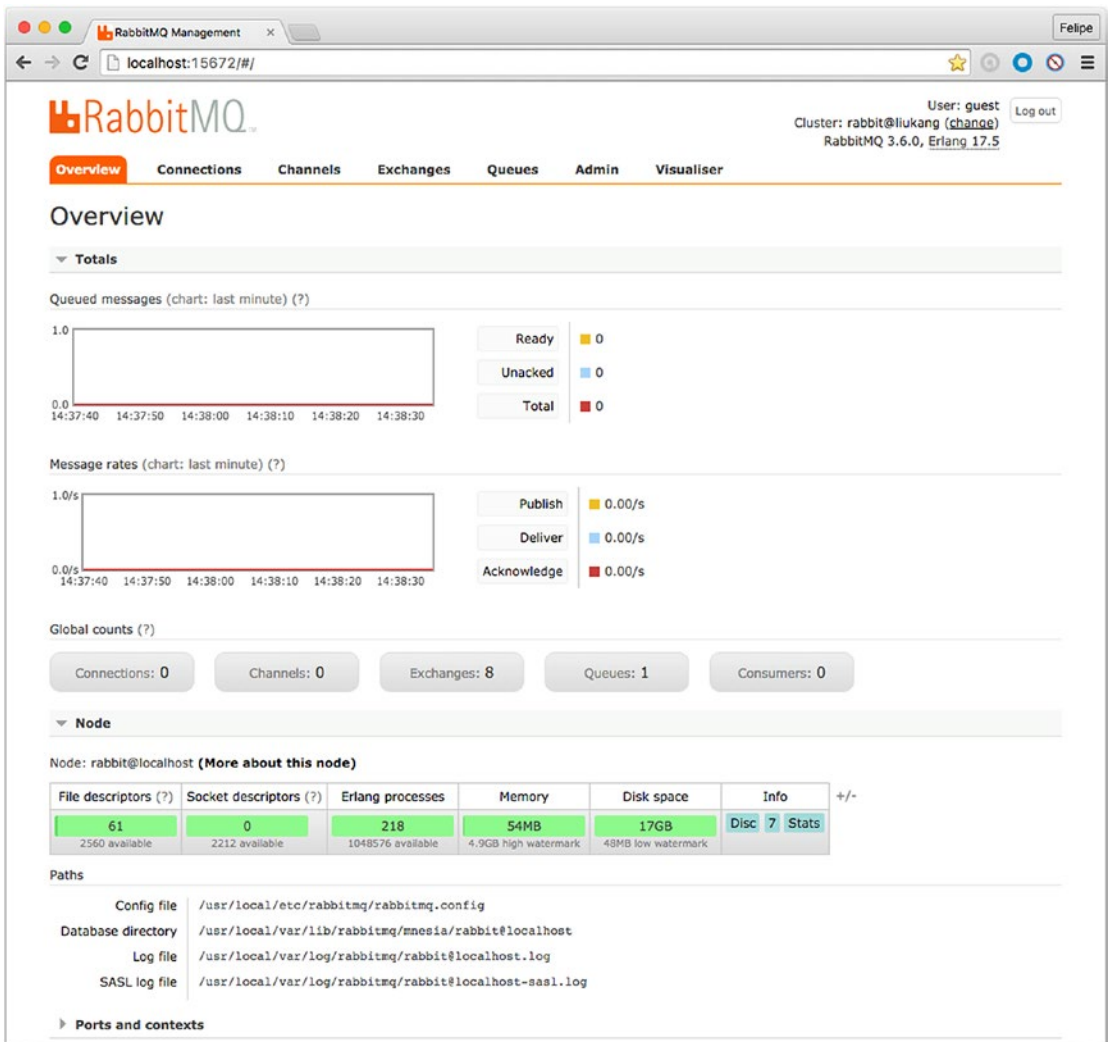 RabbitMQ Management
Felipe
localhost:15672/#/
RabbitMQ
User: guest
Log out
Cluster: rabbit@liukang (change)
RabbitMQ 3.6.0, Erlang 17.5
Overview Connections Channels Exchanges Queues Admin Visualiser
Overview
Totals
Queued messages (chart: last minute) (?)
1.0
0.0
14:37:40 14:37:50 14:38:00 14:38:10 14:38:20 14:38:30
Ready 0
Unacked 0
Total 0
Message rates (chart: last minute) (?)
1.0/s
0.0/s
14:37:40 14:37:50 14:38:00 14:38:10 14:38:20 14:38:30
Publish 0.00/s
Deliver 0.00/s
Acknowledge 0.00/s
Global counts (?)
Connections: 0 Channels: 0 Exchanges: 8 Queues: 1 Consumers: 0
Node
Node: rabbit@localhost (More about this node)
File descriptors (?) Socket descriptors (?) Erlang processes Memory Disk space Info +/-
61 0 218 54MB 17GB Disc 7 Stats
2560 available 2212 available 1048576 available 4.9GB high watermark 48MB low watermark
Paths
Config file /usr/local/etc/rabbitmq/rabbitmq.config
Database directory /usr/local/var/lib/rabbitmq/mnesia/rabbit@localhost
Log file /usr/local/var/log/rabbitmq/rabbit@localhost.log
SASL log file /usr/local/var/log/rabbitmq/rabbit@localhost-sasl.log
Ports and contexts